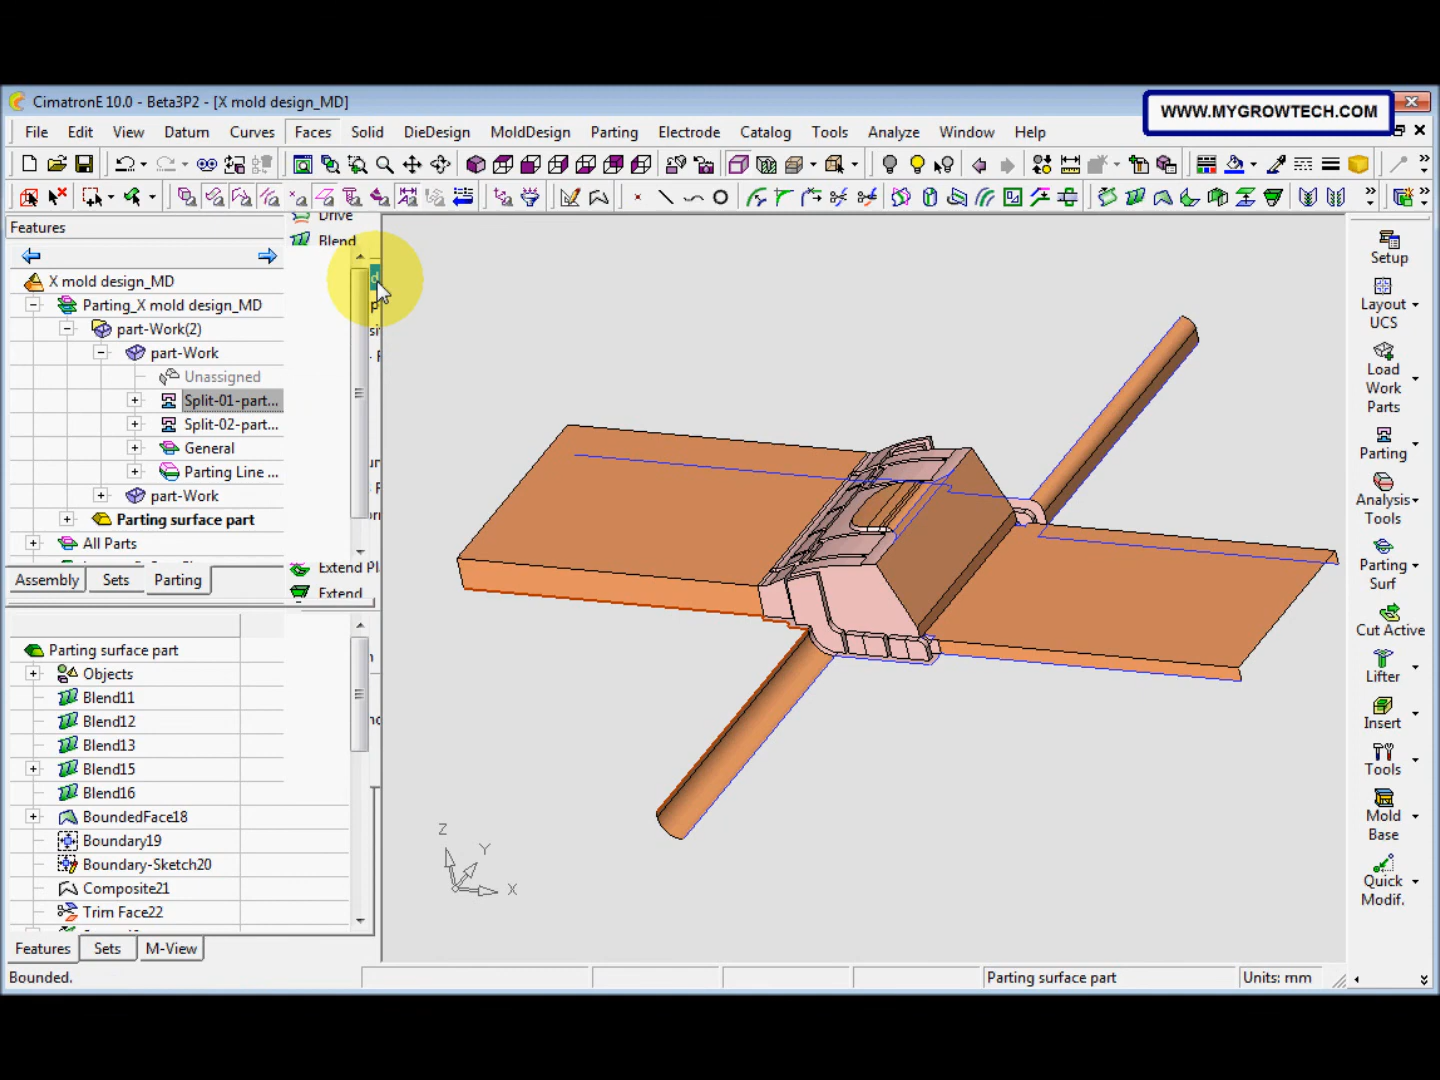 CimatronE 10.0 - Beta3P2 - [X mold design_MD]
WWW.MYGROWTECH.COM
File Edit View Datum Curves Faces Solid DieDesign MoldDesign Parting Electrode Catalog Tools Analyze Window Help
Features
Drive
Blend
X mold design_MD
Parting_X mold design_MD
part-Work(2)
part-Work
Unassigned
Split-01-part...
Split-02-part...
General
Parting Line ...
part-Work
Parting surface part
All Parts
Extend Pl
Extend
Assembly Sets Parting
Parting surface part
Objects
Blend11
Blend12
Blend13
Blend15
Blend16
BoundedFace18
Boundary19
Boundary-Sketch20
Composite21
Trim Face22
Features Sets M-View
Bounded.
Parting surface part
Units: mm
Z
Y
X
Setup
Layout
UCS
Load
Work
Parts
Parting
Analysis
Tools
Parting
Surf
Cut Active
Lifter
Insert
Tools
Mold
Base
Quick
Modif.